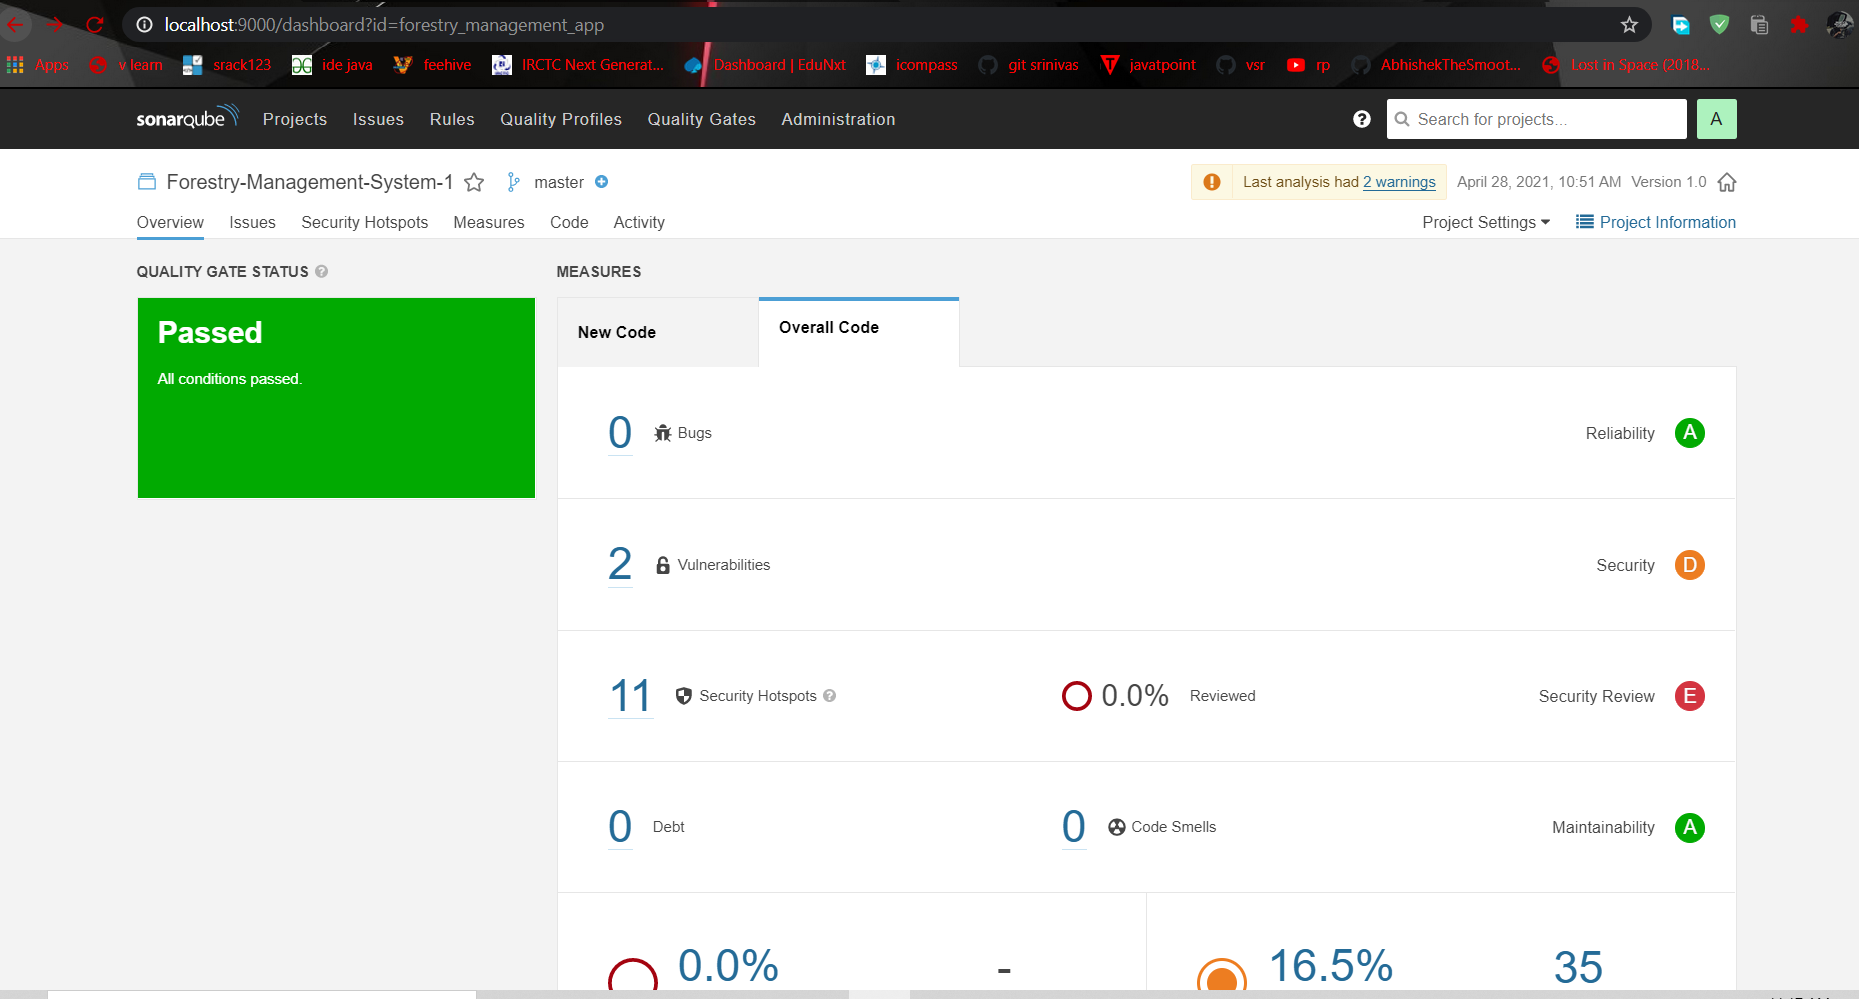 localhost:9000/dashboard?id=forestry_management_app
Apps v learn srack123 ide java feehive IRCTC Next Generat... Dashboard | EduNxt icompass git srinivas javatpoint vsr rp AbhishekTheSmoot... Lost in Space (2018...
sonarqube Projects Issues Rules Quality Profiles Quality Gates Administration ? Search for projects... A
Forestry-Management-System-1 master Last analysis had 2 warnings April 28, 2021, 10:51 AM Version 1.0
Overview Issues Security Hotspots Measures Code Activity Project Settings Project Information
QUALITY GATE STATUS ? MEASURES
Passed
All conditions passed.
New Code Overall Code
0 Bugs Reliability A
2 Vulnerabilities Security D
11 Security Hotspots ? 0.0% Reviewed Security Review E
0 Debt 0 Code Smells Maintainability A
0.0% - 16.5% 35